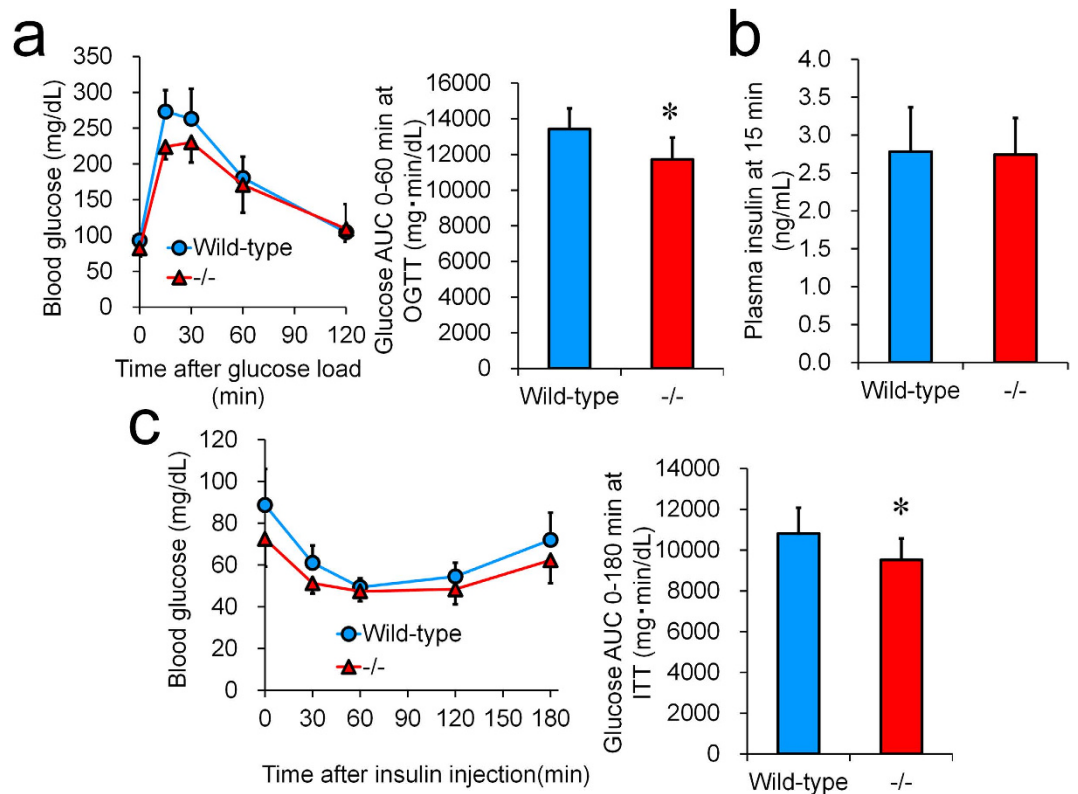 a
Blood glucose (mg/dL)
350
300
250
200
150
100
50
0
Wild-type
-/-
0 30 60 90 120
Time after glucose load
(min)
Glucose AUC 0-60 min at
OGTT (mg・min/dL)
16000
14000
12000
10000
8000
6000
4000
2000
0
*
Wild-type -/-
b
Plasma insulin at 15 min
(ng/mL)
4.0
3.5
3.0
2.5
2.0
1.5
1.0
0.5
0.0
Wild-type -/-
c
Blood glucose (mg/dL)
120
100
80
60
40
20
0
Wild-type
-/-
0 30 60 90 120 150 180
Time after insulin injection(min)
Glucose AUC 0-180 min at
ITT (mg・min/dL)
14000
12000
10000
8000
6000
4000
2000
0
*
Wild-type -/-